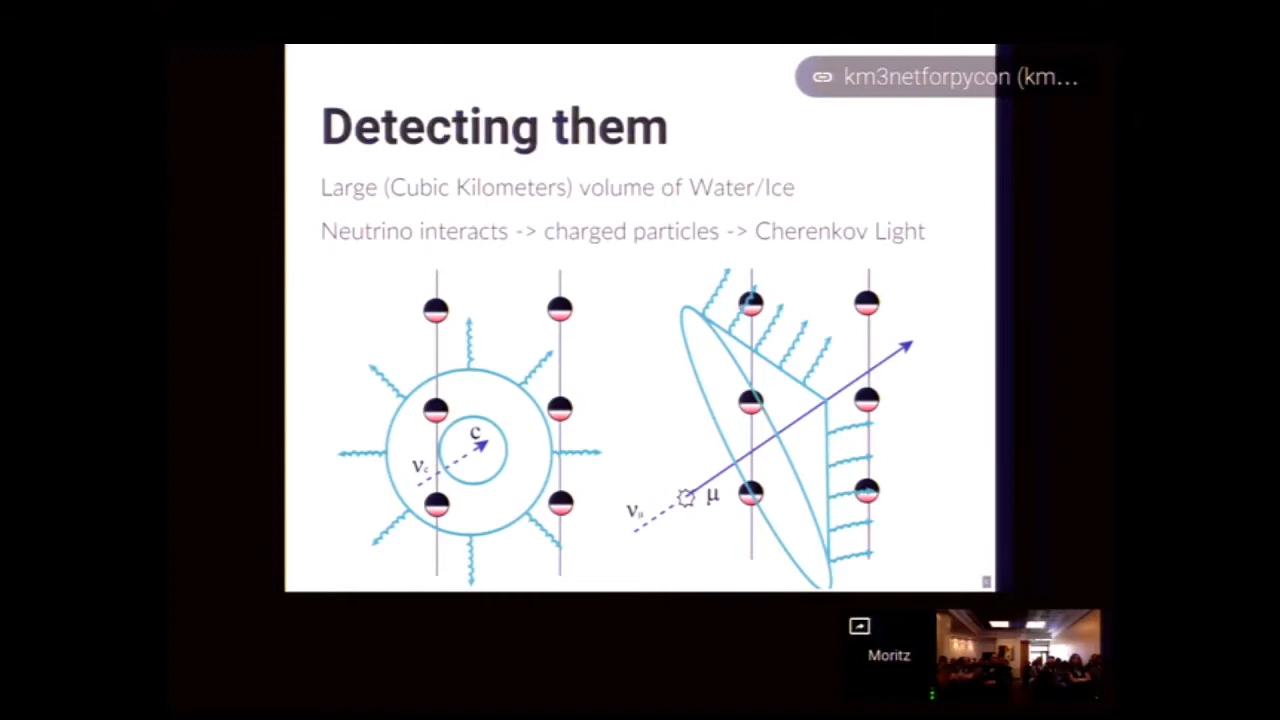 km3netforpycon (km...
Detecting them
Large (Cubic Kilometers) volume of Water/Ice
Neutrino interacts -> charged particles -> Cherenkov Light
c
ν
ν μ
μ
Moritz